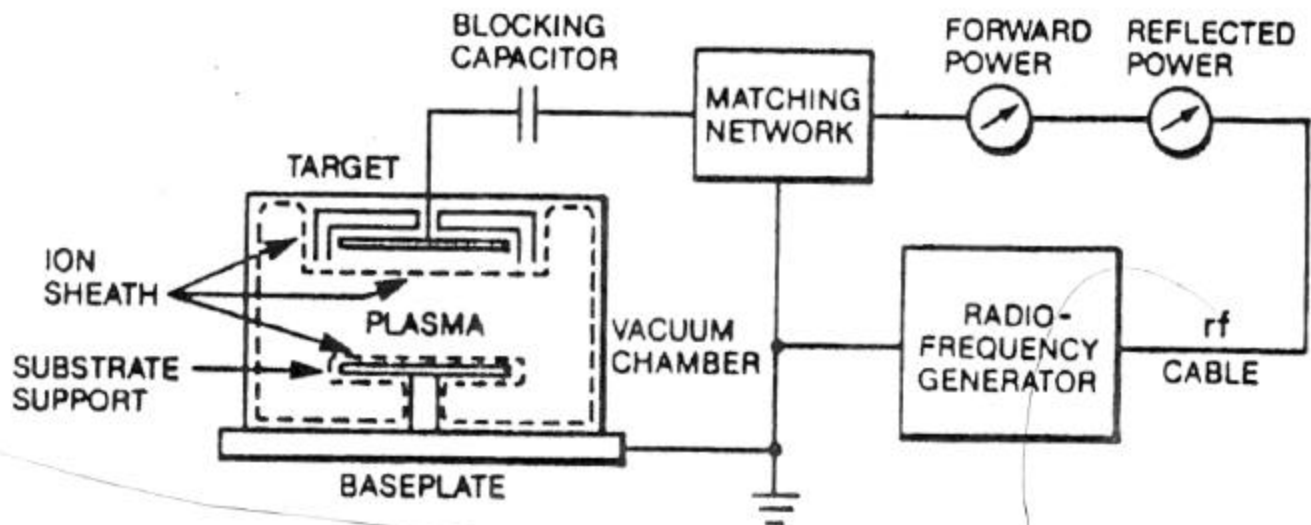 BLOCKING
CAPACITOR
FORWARD
POWER
REFLECTED
POWER
MATCHING
NETWORK
TARGET
ION
SHEATH
PLASMA
VACUUM
CHAMBER
SUBSTRATE
SUPPORT
BASEPLATE
RADIO-
FREQUENCY
GENERATOR
rf
CABLE